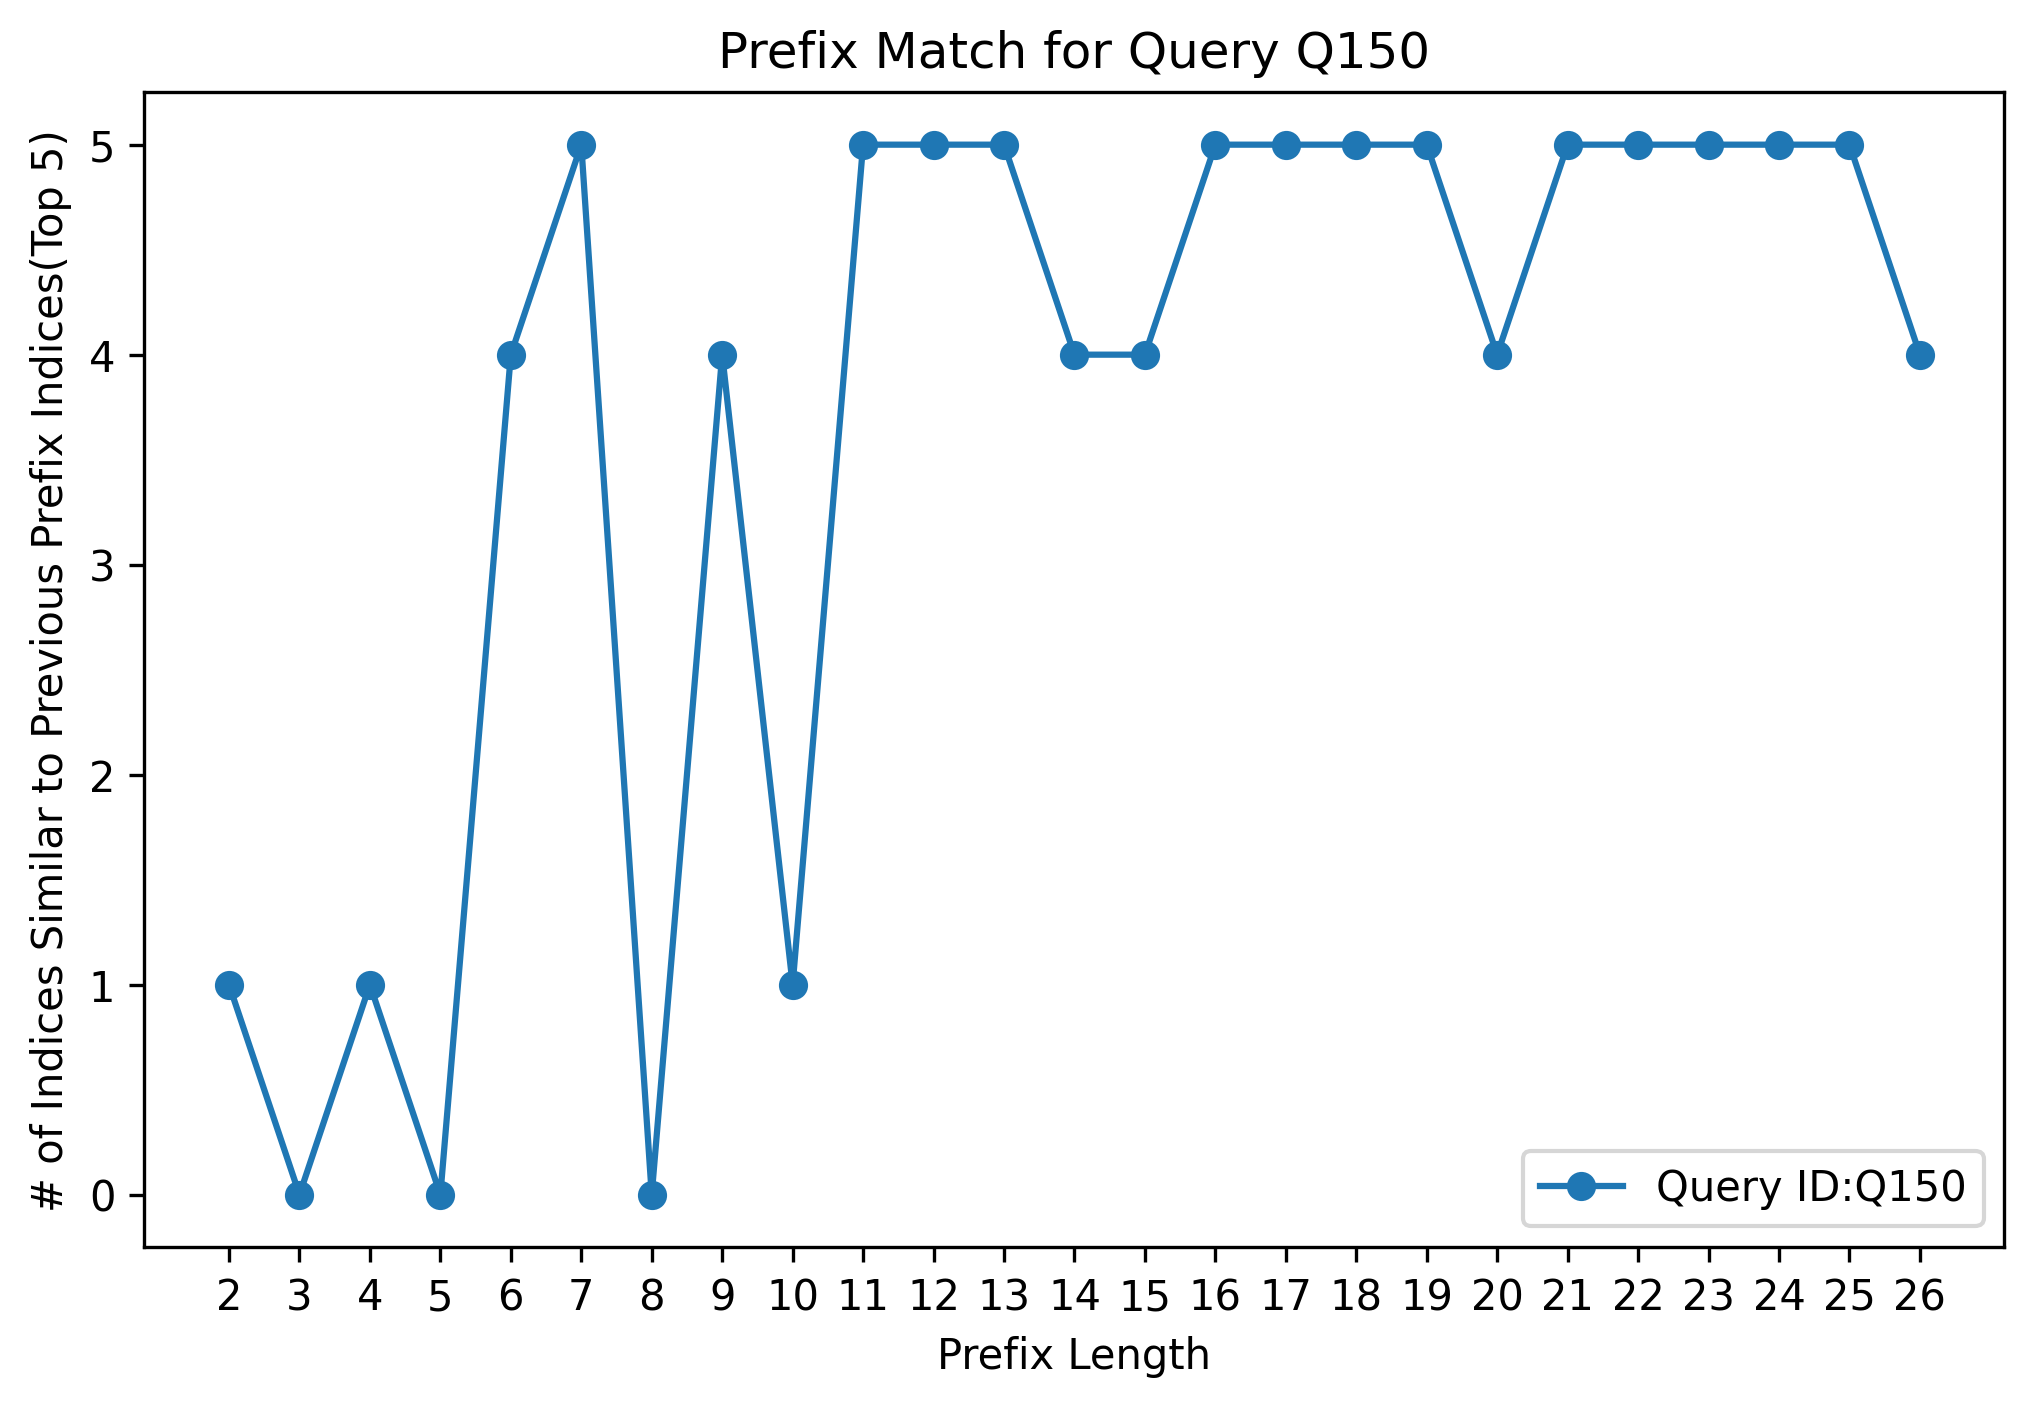 Prefix Match for Query Q150
# of Indices Similar to Previous Prefix Indices(Top 5)
5
4
3
2
1
0
Query ID:Q150
2 3 4 5 6 7 8 9 10 11 12 13 14 15 16 17 18 19 20 21 22 23 24 25 26
Prefix Length